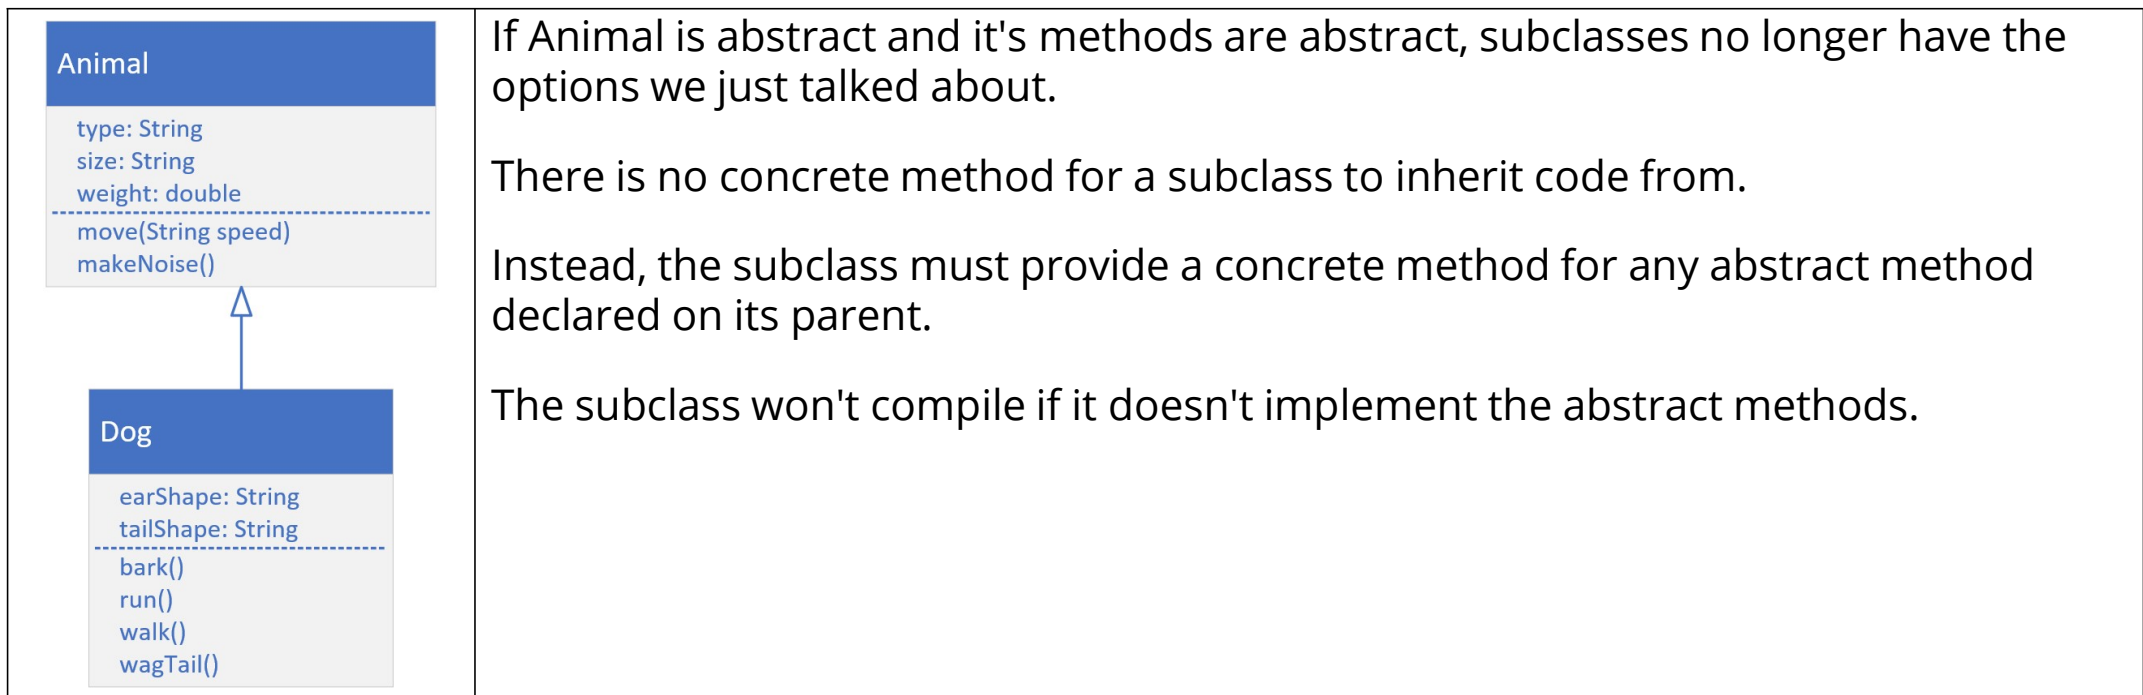 Animal
type: String
size: String
weight: double
move(String speed)
makeNoise()
Dog
earShape: String
tailShape: String
bark()
run()
walk()
wagTail()
If Animal is abstract and it's methods are abstract, subclasses no longer have the
options we just talked about.
There is no concrete method for a subclass to inherit code from.
Instead, the subclass must provide a concrete method for any abstract method
declared on its parent.
The subclass won't compile if it doesn't implement the abstract methods.